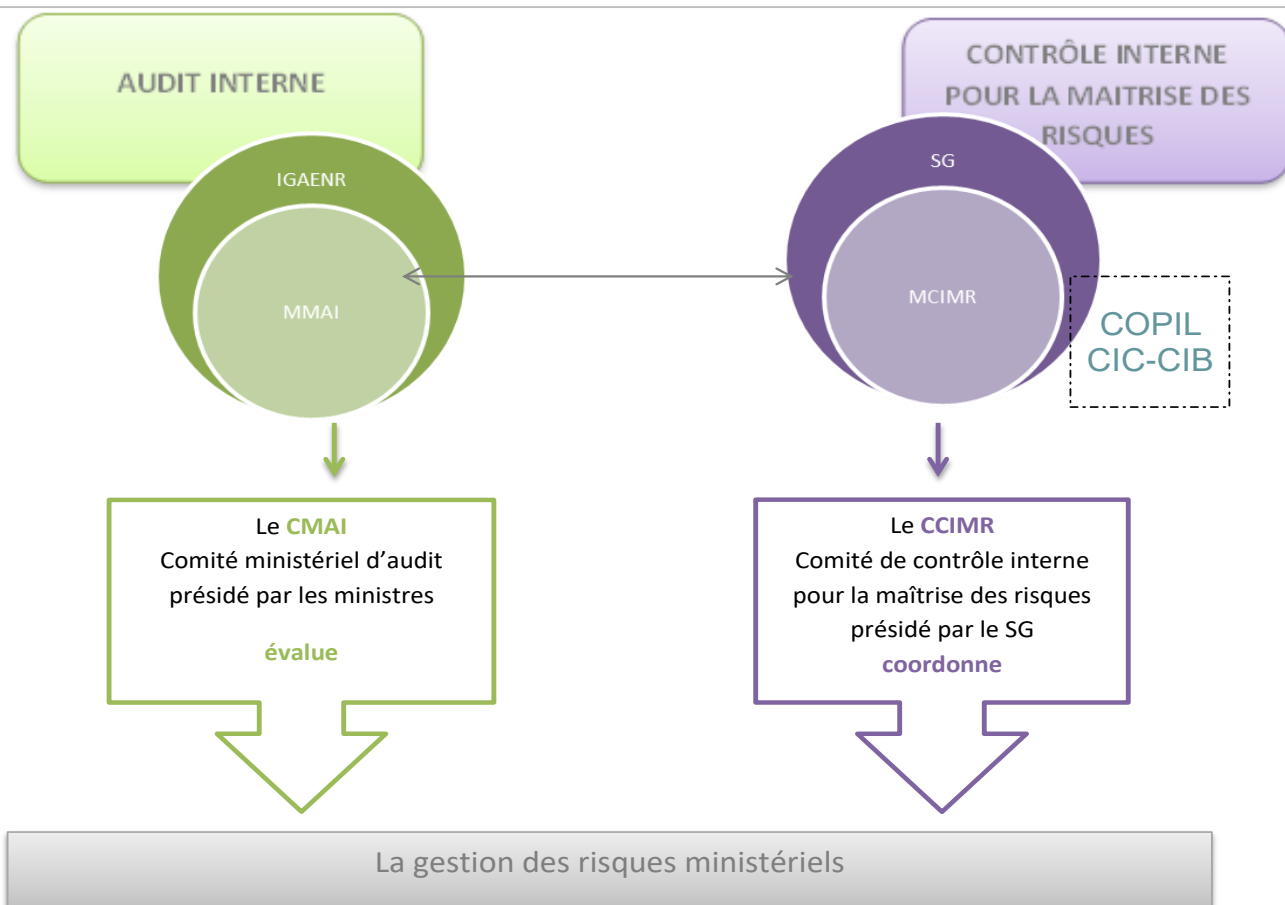 AUDIT INTERNE
CONTRÔLE INTERNE
POUR LA MAITRISE DES
RISQUES
IGAENR
MMAI
SG
MCIMR
COPIL
CIC-CIB
Le CMAI
Comité ministériel d’audit
présidé par les ministres
évalue
Le CCIMR
Comité de contrôle interne
pour la maîtrise des risques
présidé par le SG
coordonne
La gestion des risques ministériels